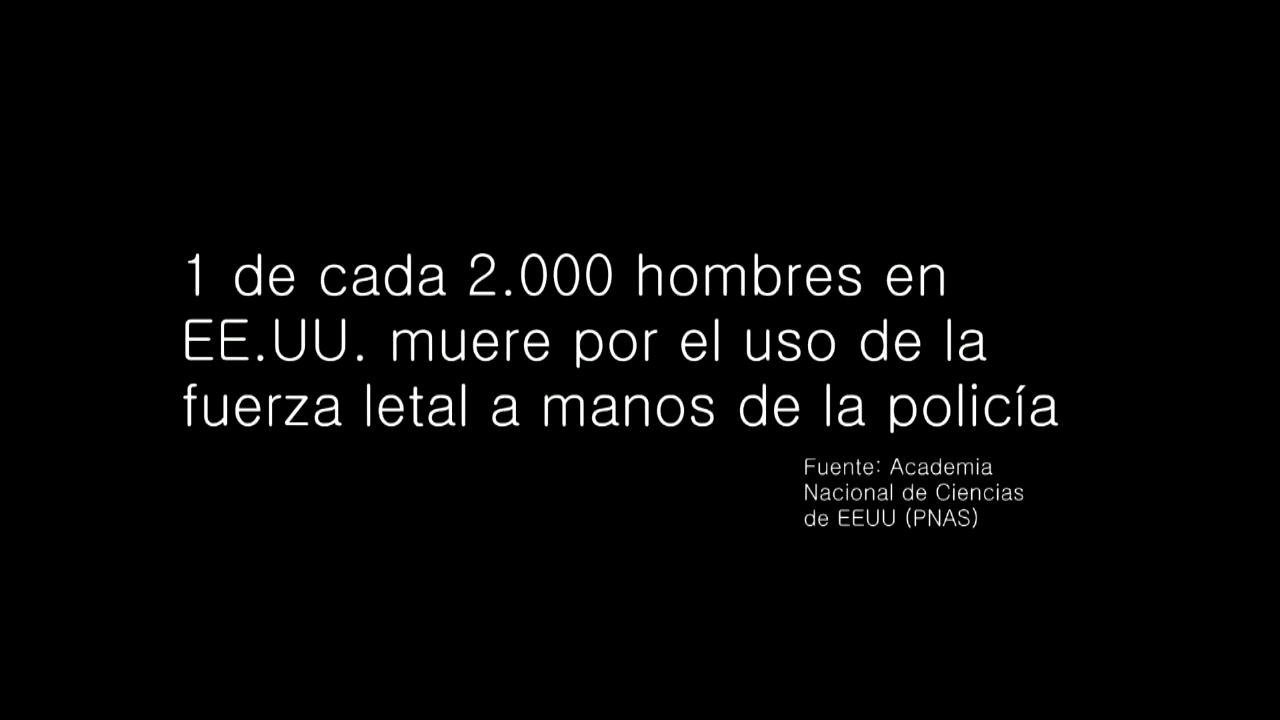 1 de cada 2.000 hombres en
EE.UU. muere por el uso de la
fuerza letal a manos de la policía
Fuente: Academia
Nacional de Ciencias
de EEUU (PNAS)